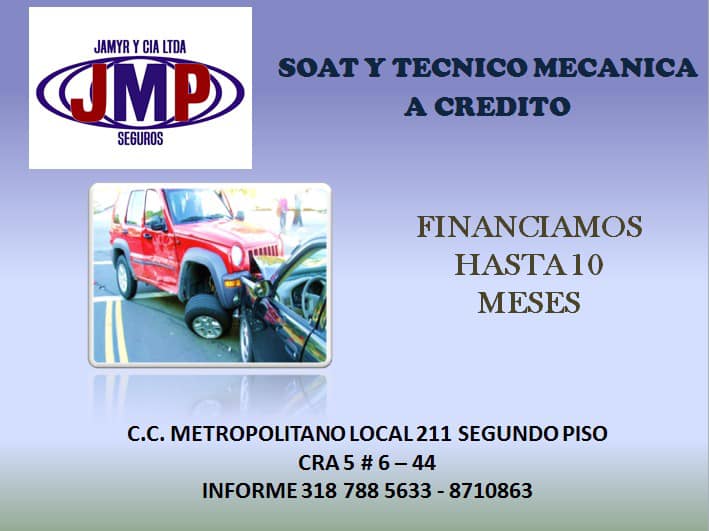 JAMYR Y CIA LTDA
JMP
SEGUROS
SOAT Y TECNICO MECANICA
A CREDITO
FINANCIAMOS
HASTA 10
MESES
C.C. METROPOLITANO LOCAL 211 SEGUNDO PISO
CRA 5 # 6 – 44
INFORME 318 788 5633 - 8710863